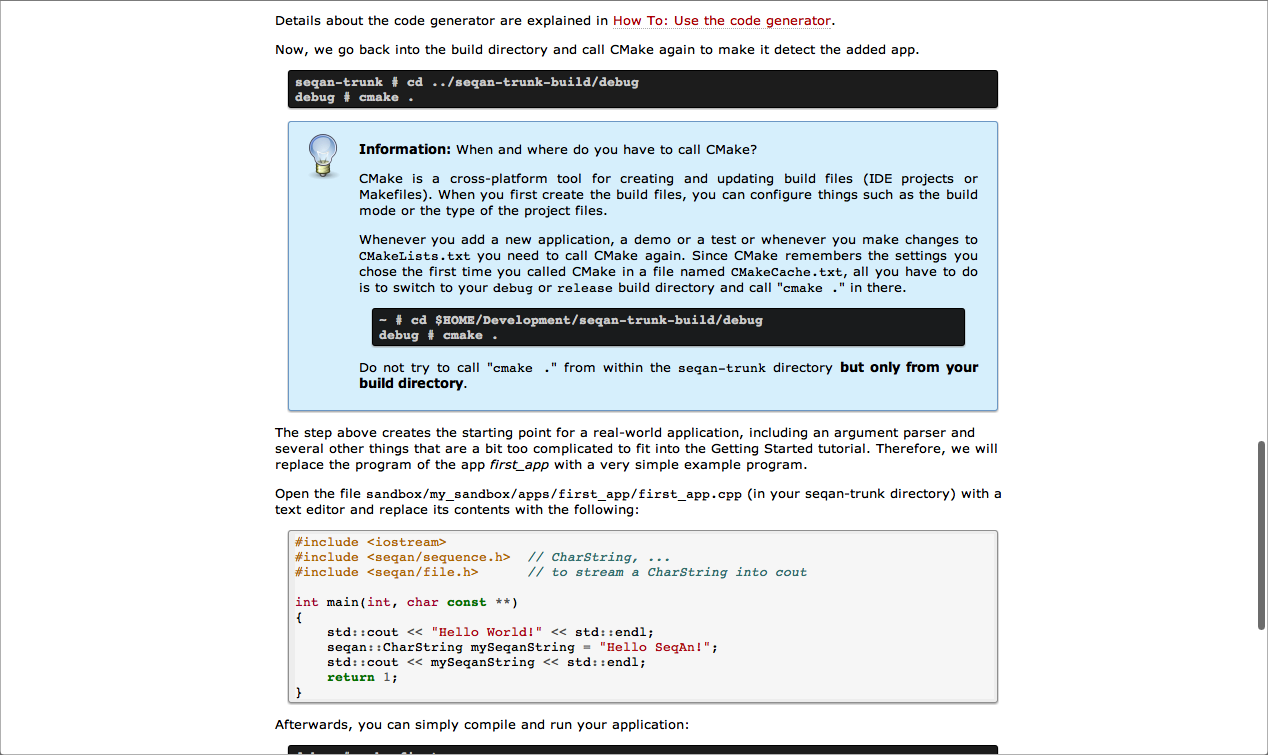 Details about the code generator are explained in How To: Use the code generator.
Now, we go back into the build directory and call CMake again to make it detect the added app.
seqan-trunk # cd ../seqan-trunk-build/debug
debug # cmake .
Information: When and where do you have to call CMake?
CMake is a cross-platform tool for creating and updating build files (IDE projects or
Makefiles). When you first create the build files, you can configure things such as the build
mode or the type of the project files.
Whenever you add a new application, a demo or a test or whenever you make changes to
CMakeLists.txt you need to call CMake again. Since CMake remembers the settings you
chose the first time you called CMake in a file named CMakeCache.txt, all you have to do
is to switch to your debug or release build directory and call "cmake ." in there.
~ # cd $HOME/Development/seqan-trunk-build/debug
debug # cmake .
Do not try to call "cmake ." from within the seqan-trunk directory but only from your
build directory.
The step above creates the starting point for a real-world application, including an argument parser and
several other things that are a bit too complicated to fit into the Getting Started tutorial. Therefore, we will
replace the program of the app first_app with a very simple example program.
Open the file sandbox/my_sandbox/apps/first_app/first_app.cpp (in your seqan-trunk directory) with a
text editor and replace its contents with the following:
#include <iostream>
#include <seqan/sequence.h>  // CharString, ...
#include <seqan/file.h>      // to stream a CharString into cout
int main(int, char const **)
{
    std::cout << "Hello World!" << std::endl;
    seqan::CharString mySeqanString = "Hello SeqAn!";
    std::cout << mySeqanString << std::endl;
    return 1;
}
Afterwards, you can simply compile and run your application: